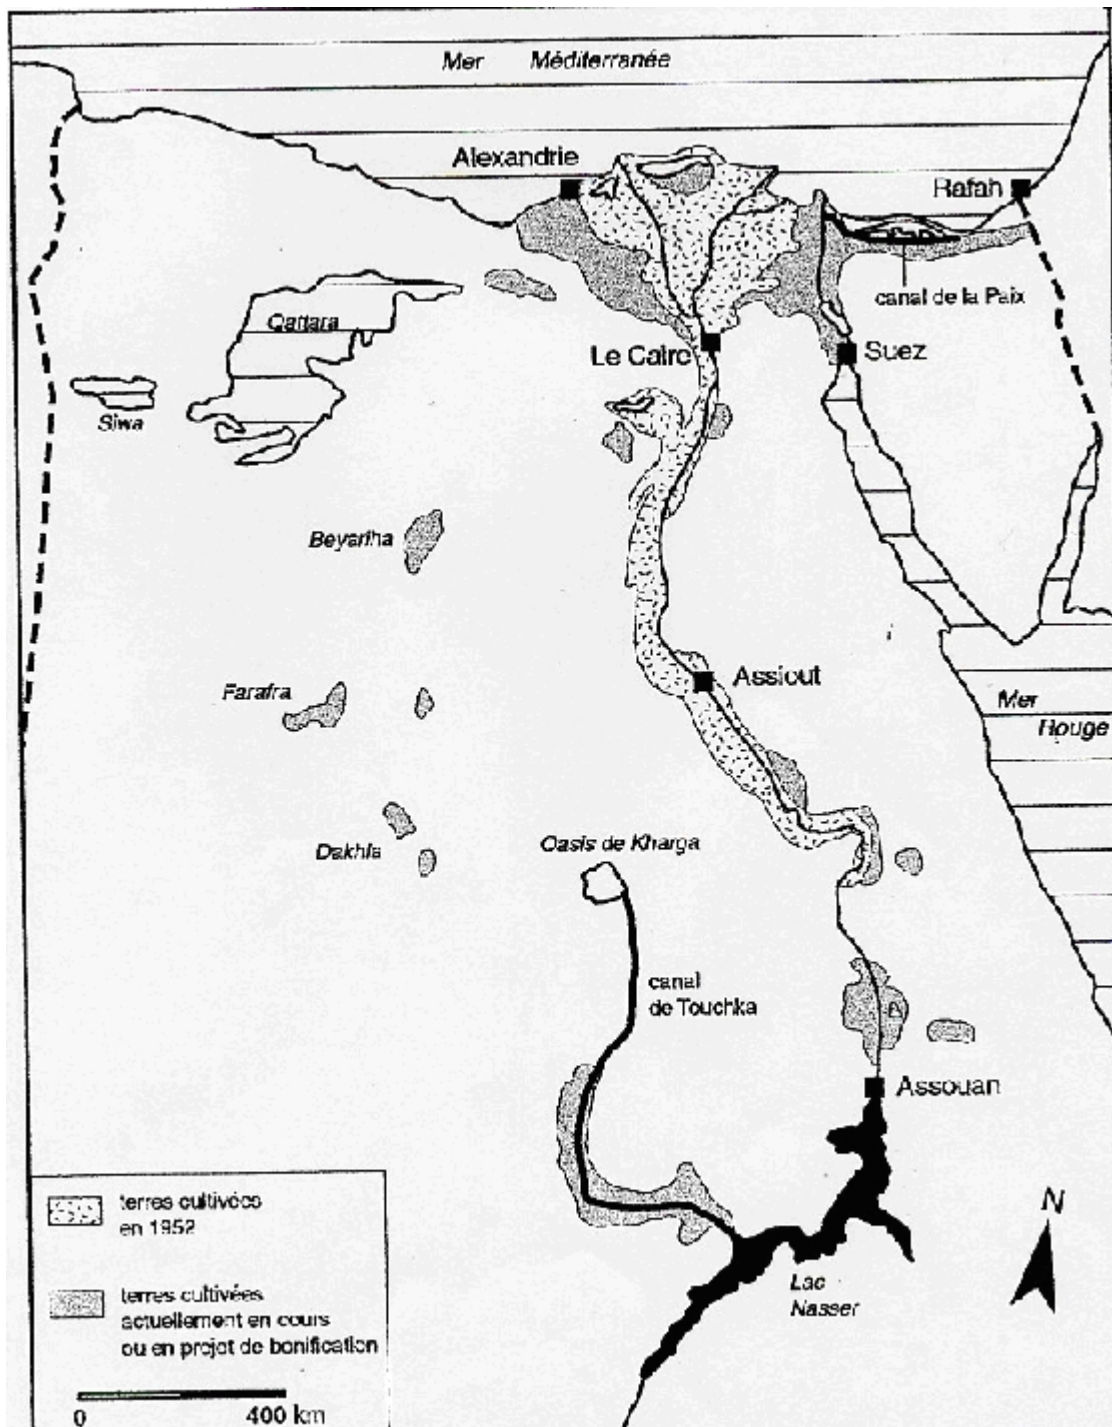 Mer Méditerranée
Alexandrie
Rafah
canal de la Paix
Qattara
Le Caire
Suez
Siwa
Beyariha
Farafra
Assiout
Mer
Rouge
Dakhla
Oasis de Kharga
canal
de Touchka
Assouan
N
Lac
Nasser
terres cultivées
en 1952
terres cultivées
actuellement en cours
ou en projet de bonification
0 400 km